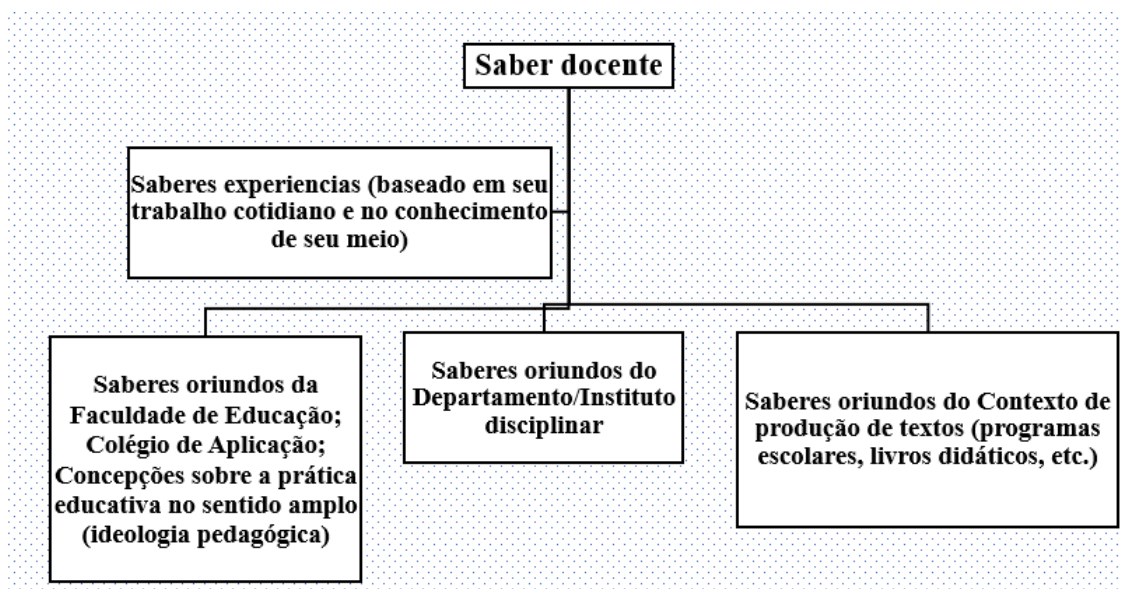 Saber docente
Saberes experiencias (baseado em seu
trabalho cotidiano e no conhecimento
de seu meio)
Saberes oriundos da
Faculdade de Educação;
Colégio de Aplicação;
Concepções sobre a prática
educativa no sentido amplo
(ideologia pedagógica)
Saberes oriundos do
Departamento/Instituto
disciplinar
Saberes oriundos do Contexto de
produção de textos (programas
escolares, livros didáticos, etc.)